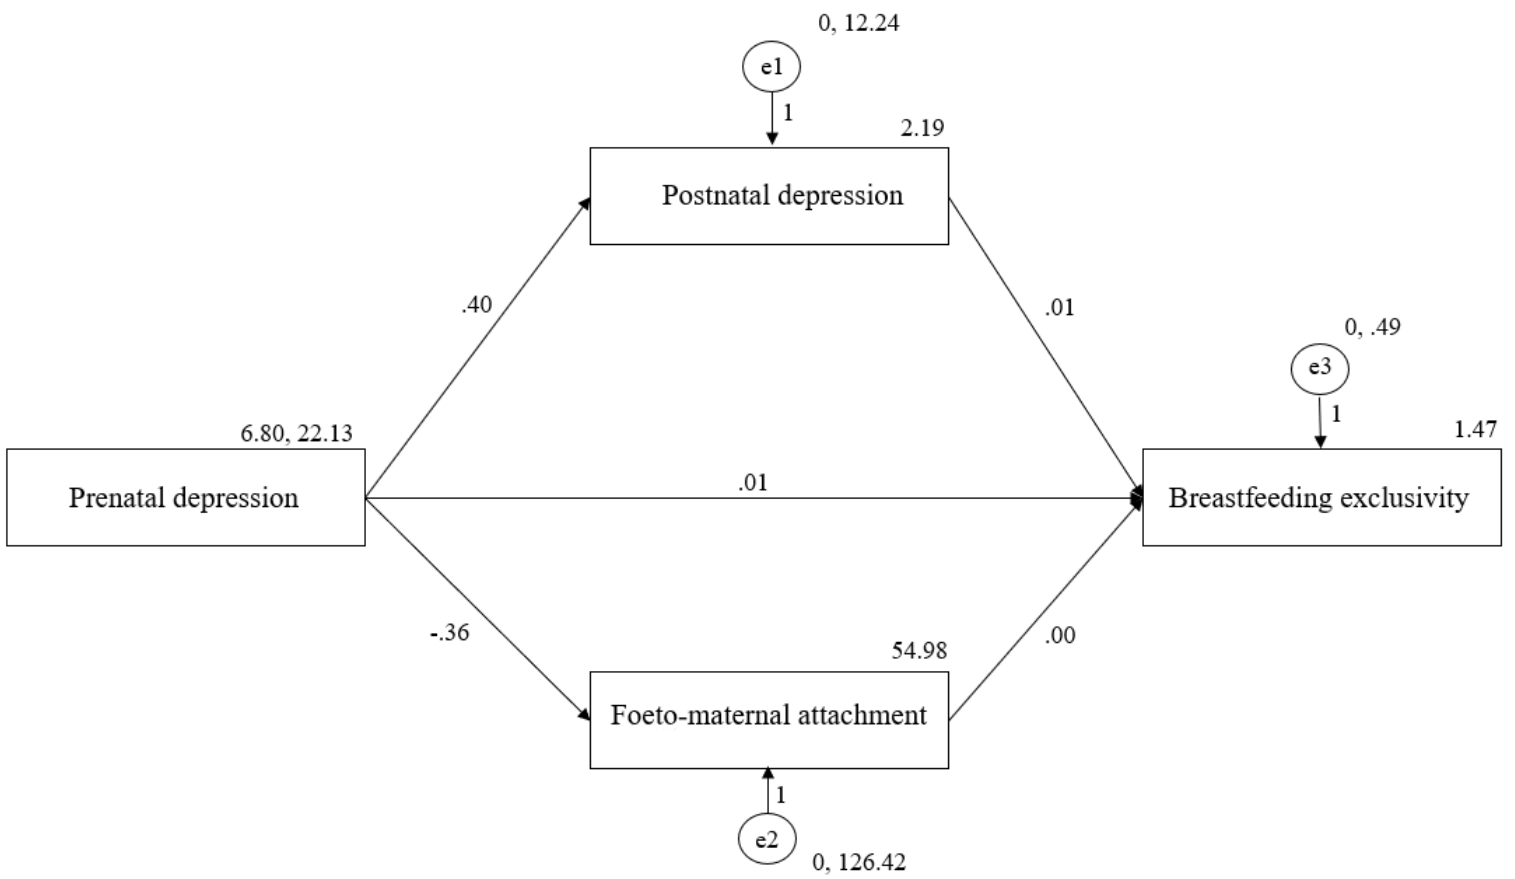 0, 12.24
e1
1
2.19
Postnatal depression
.40
.01
0, .49
e3
1
6.80, 22.13
1.47
Prenatal depression
.01
Breastfeeding exclusivity
-.36
.00
54.98
Foeto-maternal attachment
1
e2
0, 126.42